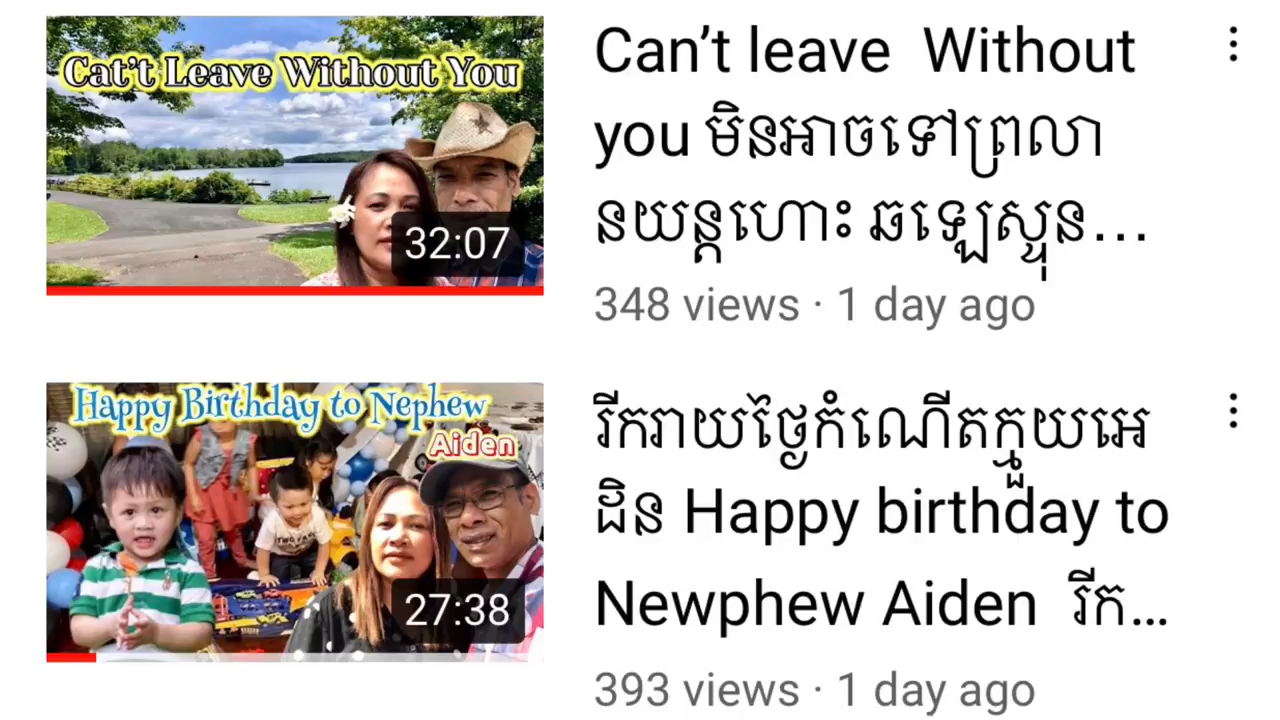 Cat't Leave Without You
32:07
Can't leave Without
you មិនអាចទៅព្រលា
នយន្តហោះ ឆឡេស្ទុន...
348 views · 1 day ago
Happy Birthday to Nephew
Aiden
27:38
រីករាយថ្ងៃកំណើតក្មួយអេ
ដិន Happy birthday to
Newphew Aiden រីក...
393 views · 1 day ago